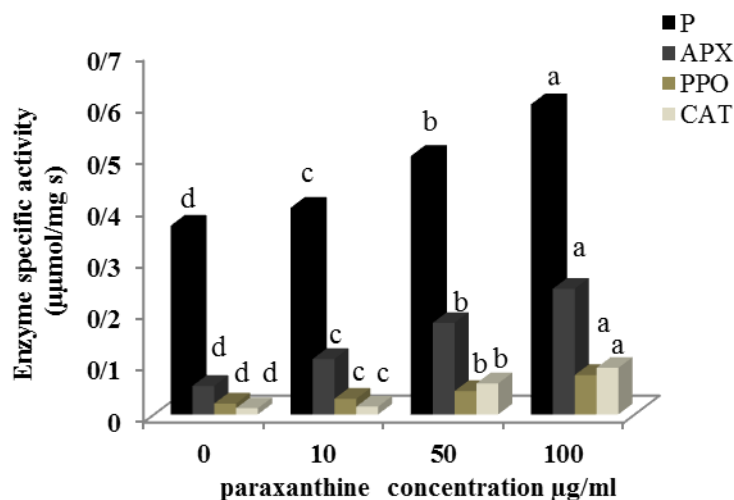 P
APX
PPO
CAT
Enzyme specific activity
(µµmol/mg s)
0/7
0/6
0/5
0/4
0/3
0/2
0/1
0
d
d
d
d
c
c
c
c
b
b
b
b
a
a
a
a
0
10
50
100
paraxanthine concentration µg/ml